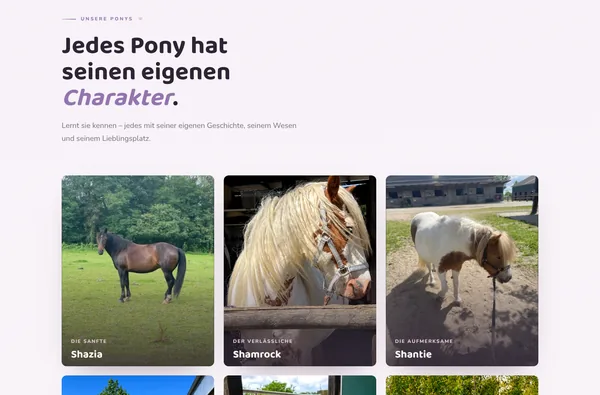 UNSERE PONYS
Jedes Pony hat
seinen eigenen
Charakter.
Lernt sie kennen – jedes mit seiner eigenen Geschichte, seinem Wesen
und seinem Lieblingsplatz.
DIE SANFTE
Shazia
DER VERLÄSSLICHE
Shamrock
DIE AUFMERKSAME
Shantie